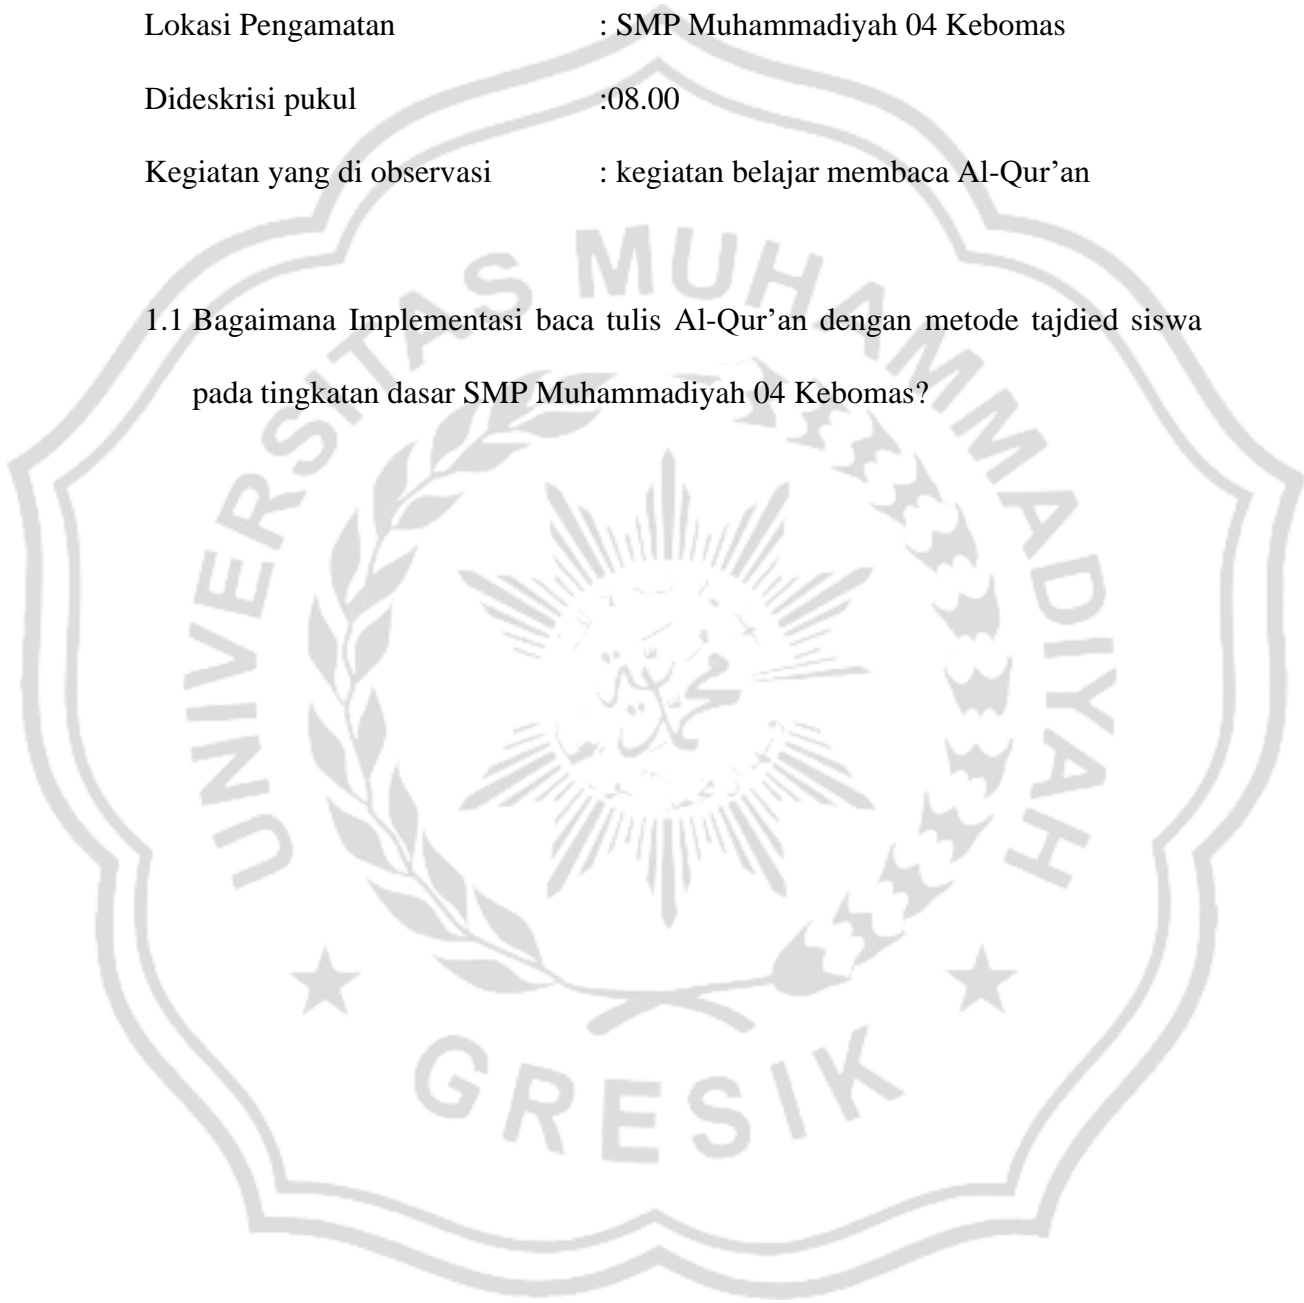 Lokasi Pengamatan : SMP Muhammadiyah 04 Kebomas
Dideskrisi pukul :08.00
Kegiatan yang di observasi : kegiatan belajar membaca Al-Qur’an
1.1 Bagaimana Implementasi baca tulis Al-Qur’an dengan metode tajdied siswa
pada tingkatan dasar SMP Muhammadiyah 04 Kebomas?
UNIVERSITAS MUHAMMADIYAH
GRESIK